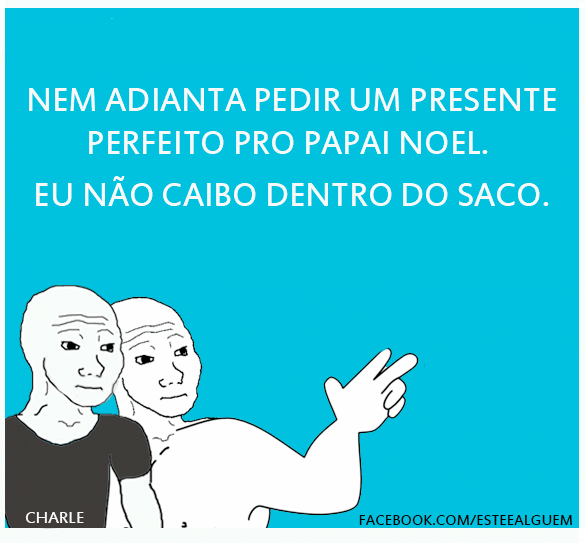 NEM ADIANTA PEDIR UM PRESENTE
PERFEITO PRO PAPAI NOEL.
EU NÃO CAIBO DENTRO DO SACO.
CHARLE
FACEBOOK.COM/ESTEEALGUEM